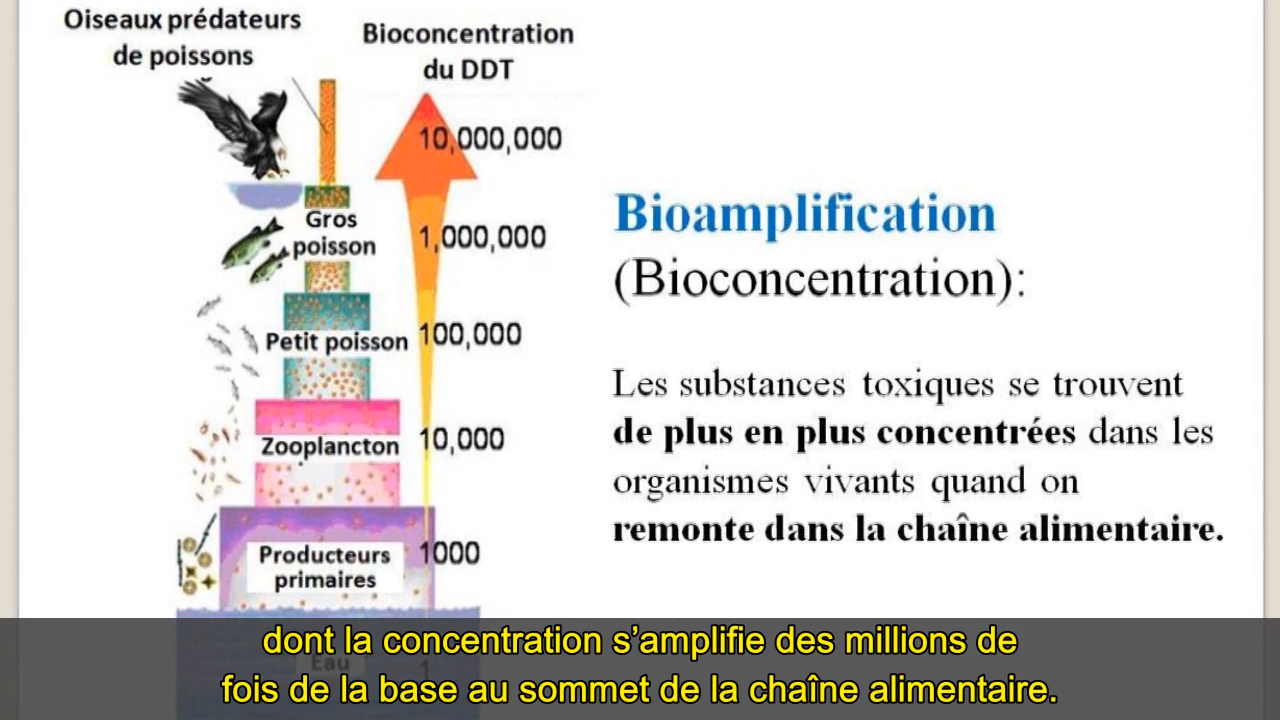 Oiseaux prédateurs
de poissons
Bioconcentration
du DDT
10,000,000
Gros
poisson
1,000,000
Petit poisson
100,000
Zooplancton
10,000
Producteurs
primaires
1000
Eau
1
Bioamplification
(Bioconcentration):
Les substances toxiques se trouvent
de plus en plus concentrées dans les
organismes vivants quand on
remonte dans la chaîne alimentaire.
dont la concentration s’amplifie des millions de
fois de la base au sommet de la chaîne alimentaire.